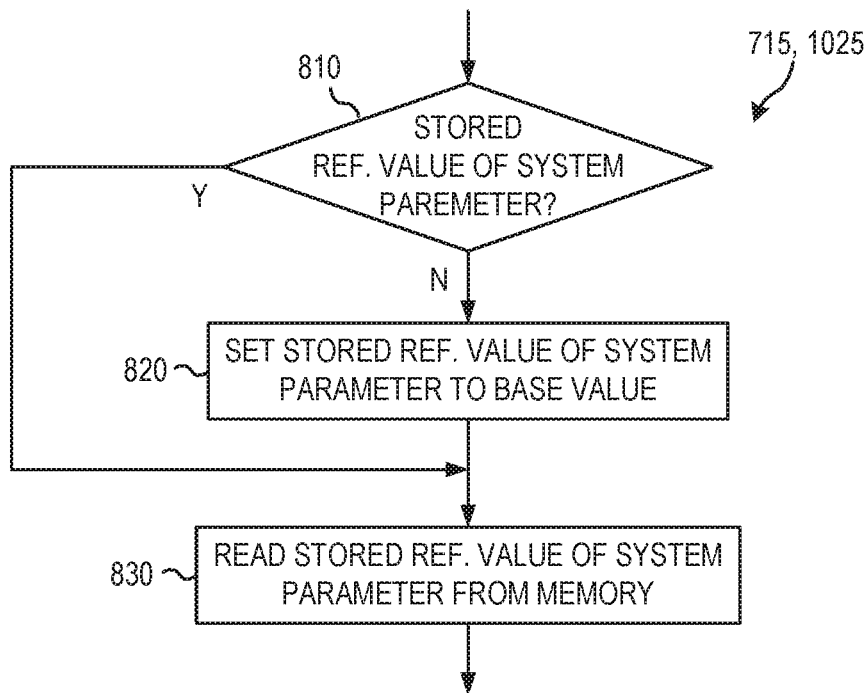 715, 1025
810
STORED
REF. VALUE OF SYSTEM
PAREMETER?
Y
N
820
SET STORED REF. VALUE OF SYSTEM
PARAMETER TO BASE VALUE
830
READ STORED REF. VALUE OF SYSTEM
PARAMETER FROM MEMORY